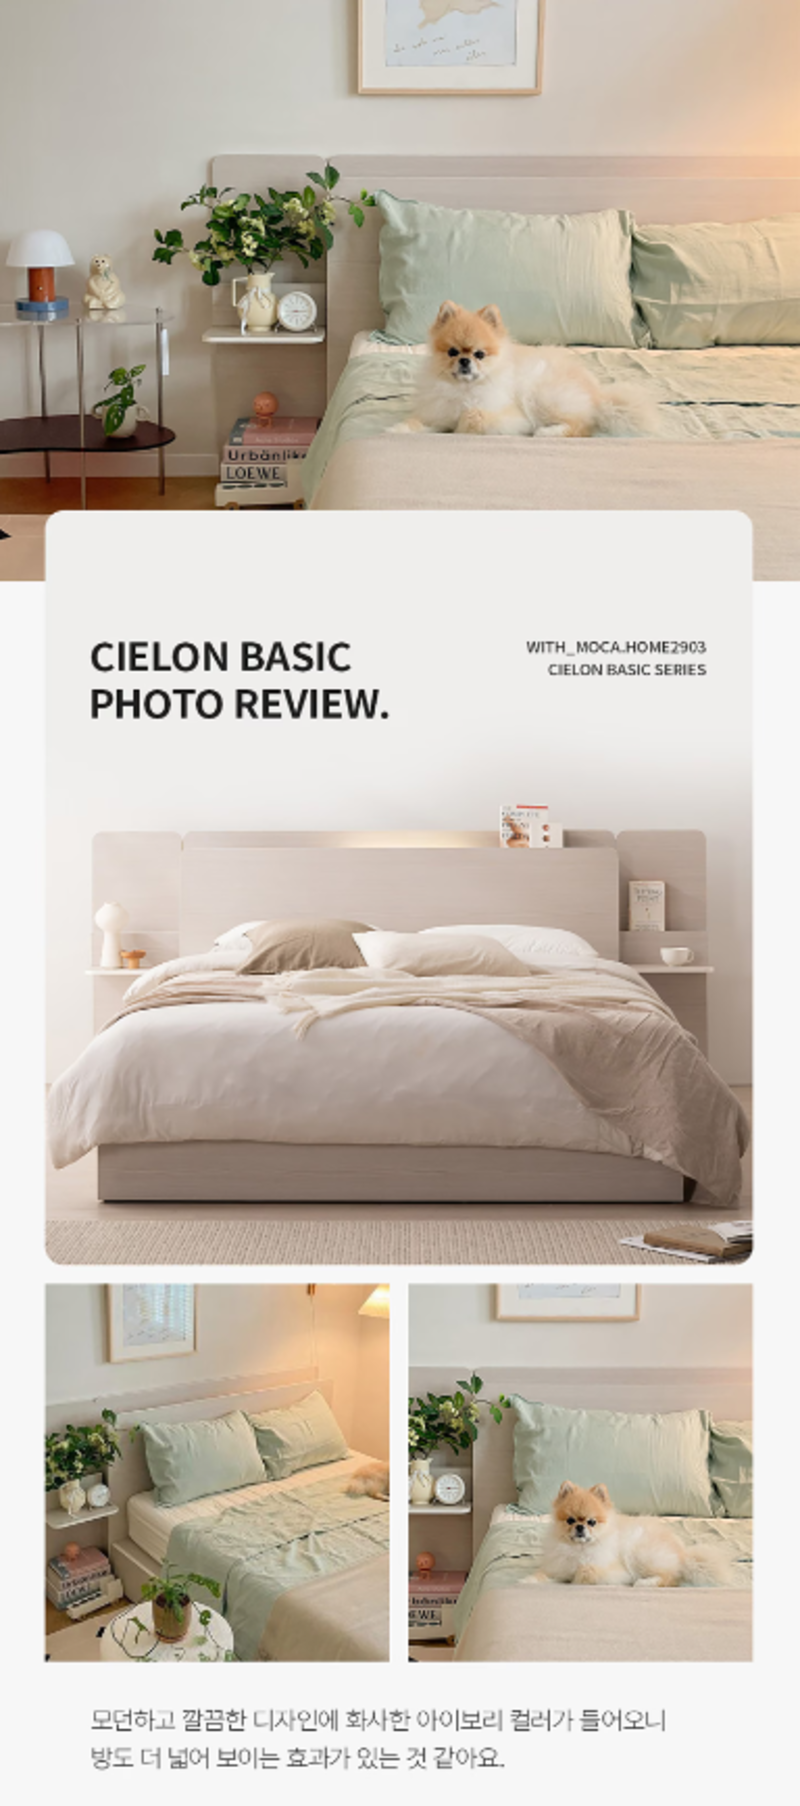 Urbänlike
LOEWE
CIELON BASIC
PHOTO REVIEW.
WITH_MOCA.HOME2903
CIELON BASIC SERIES
모던하고 깔끔한 디자인에 화사한 아이보리 컬러가 들어오니
방도 더 넓어 보이는 효과가 있는 것 같아요.